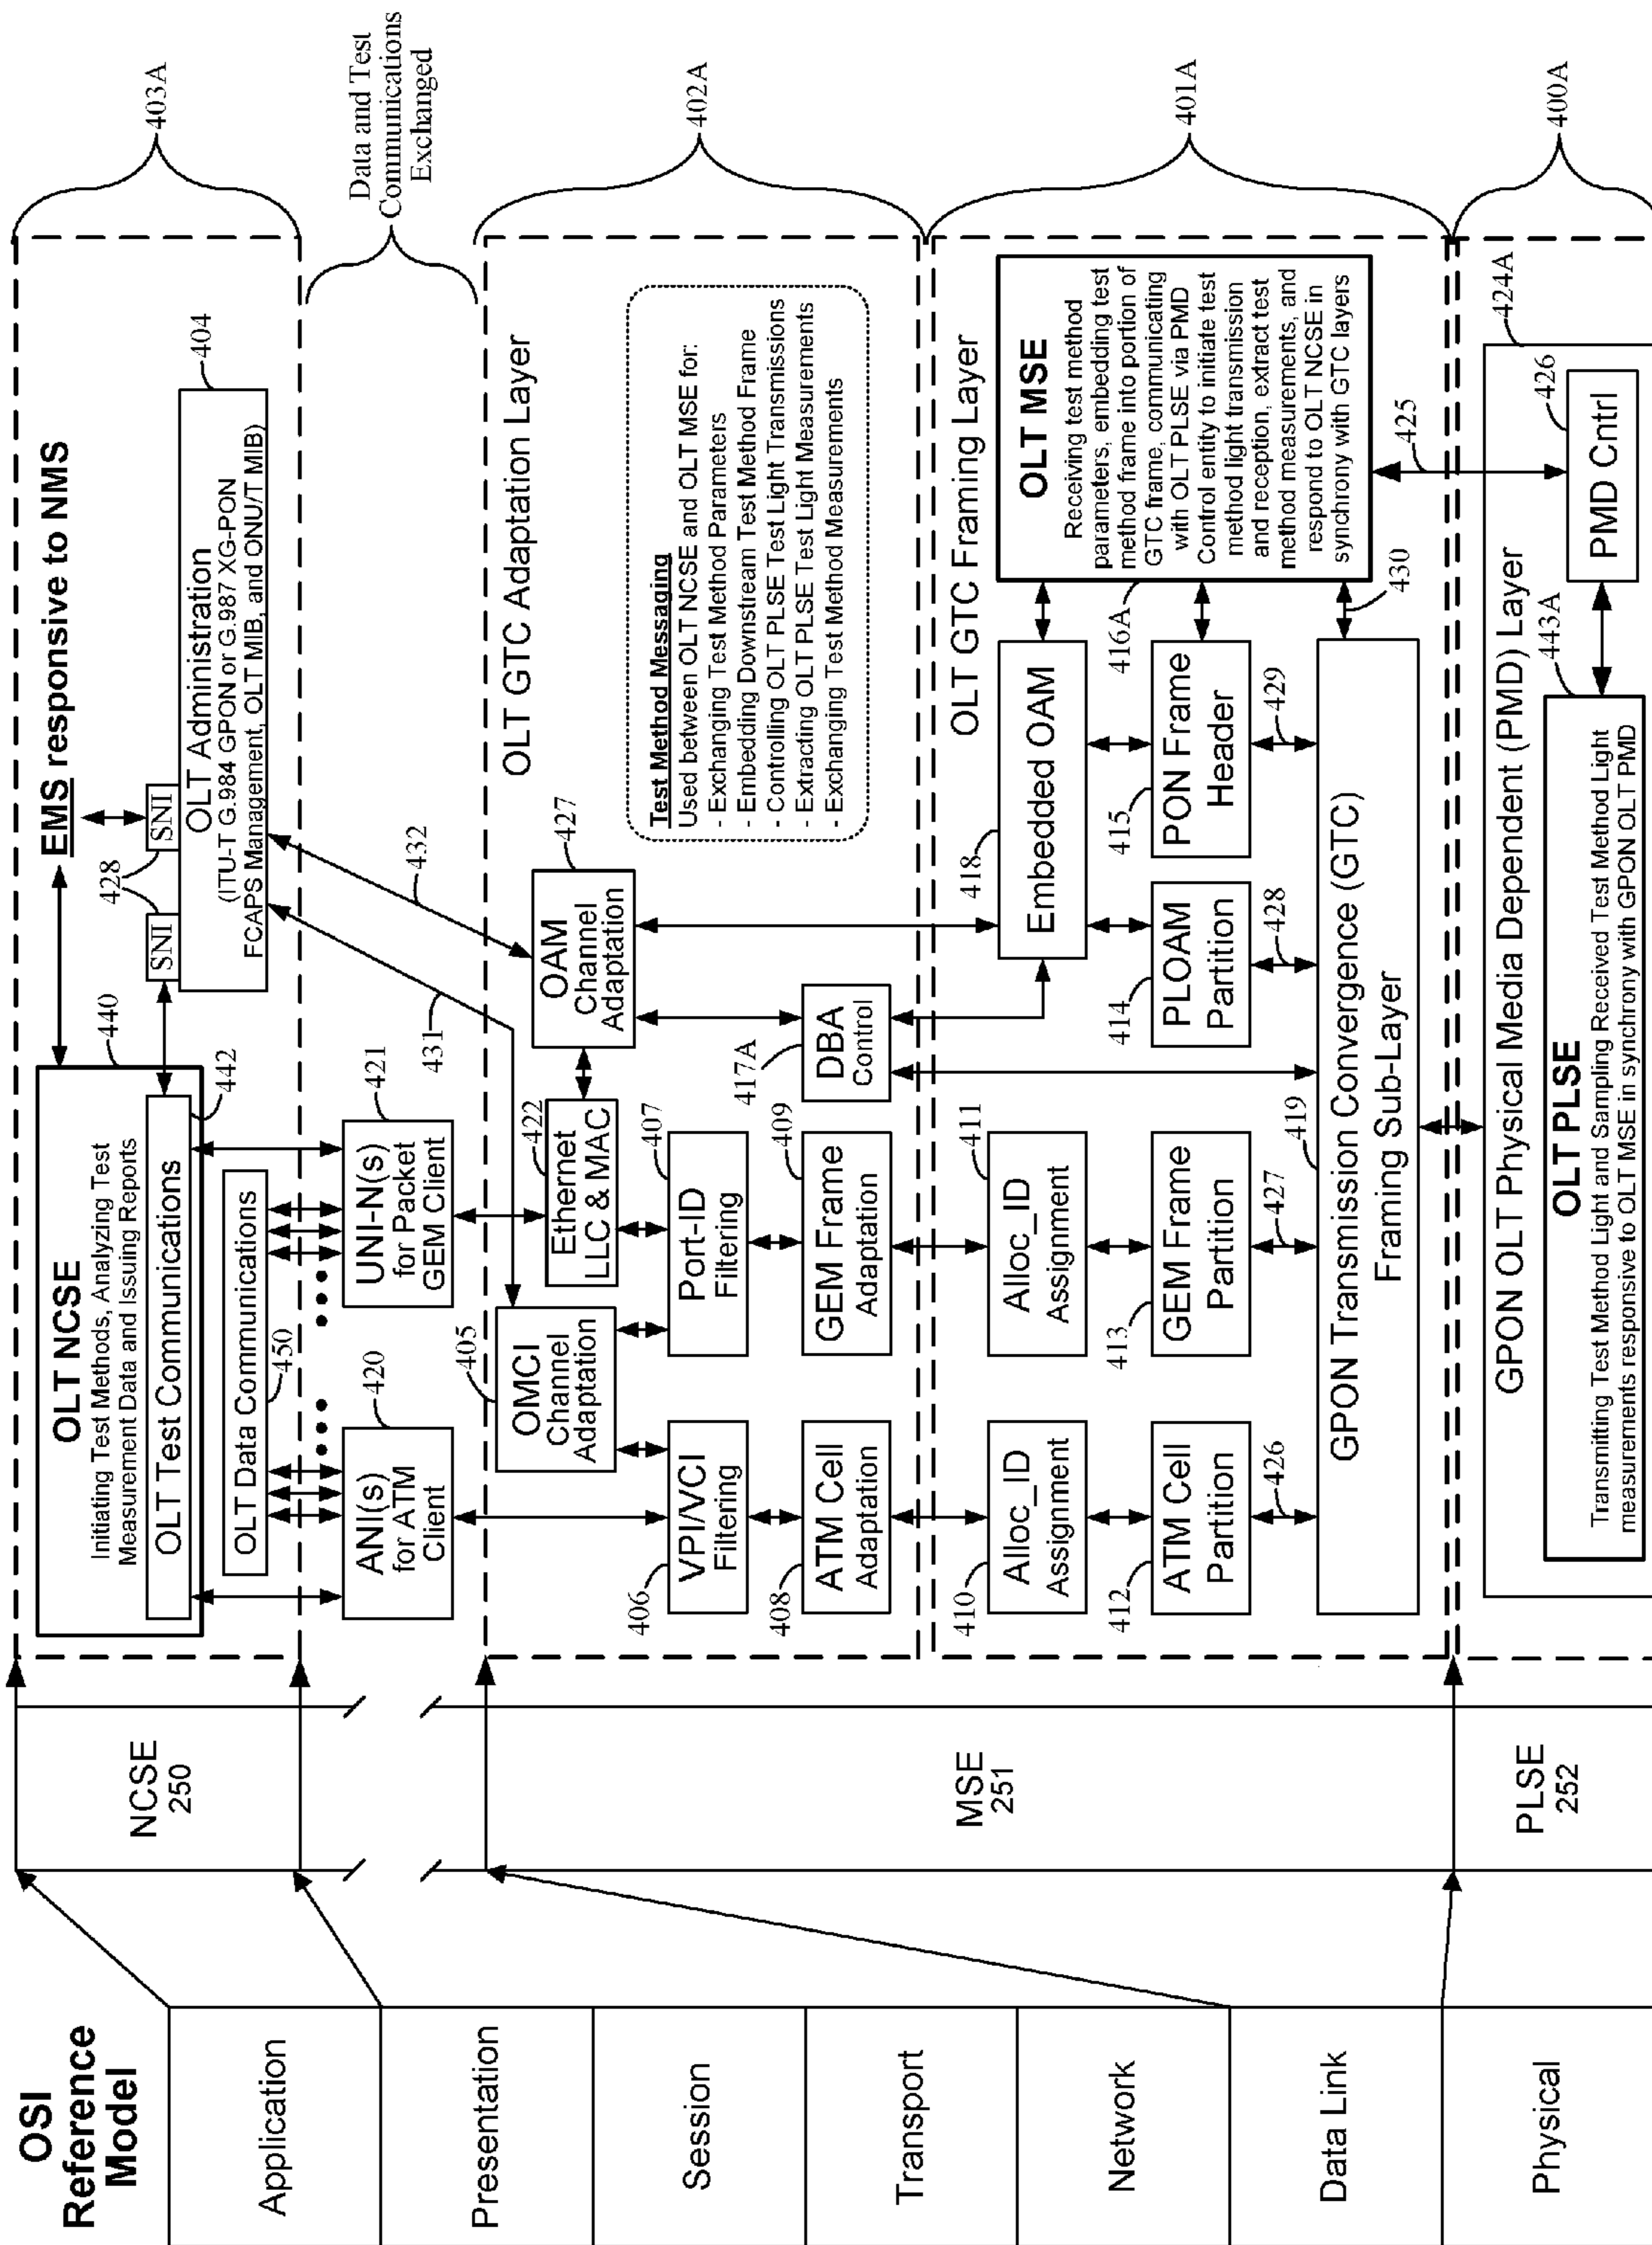 OSI
Reference
Model
Application
Presentation
Session
Transport
Network
Data Link
Physical
NCSE
250
MSE
251
PLSE
252
OLT NCSE
Initiating Test Methods, Analyzing Test
Measurement Data and Issuing Reports
OLT Test Communications
440
442
EMS responsive to NMS
428
SNI
SNI
404
OLT Administration
(ITU-T G.984 GPON or G.987 XG-PON
FCAPS Management, OLT MIB, and ONU/T MIB)
403A
OLT Data Communications
450
ANI(s)
for ATM
Client
420
UNI-N(s)
for Packet
GEM Client
421
431
432
Data and Test
Communications
Exchanged
OLT GTC Adaptation Layer
405
OMCI
Channel
Adaptation
422
Ethernet
LLC & MAC
OAM
Channel
Adaptation
427
406
VPI/VCI
Filtering
Port-ID
Filtering
407
408
ATM Cell
Adaptation
GEM Frame
Adaptation
409
417A
DBA
Control
Test Method Messaging
Used between OLT NCSE and OLT MSE for:
- Exchanging Test Method Parameters
- Embedding Downstream Test Method Frame
- Controlling OLT PLSE Test Light Transmissions
- Extracting OLT PLSE Test Light Measurements
- Exchanging Test Method Measurements
402A
OLT GTC Framing Layer
410
Alloc_ID
Assignment
Alloc_ID
Assignment
411
418
Embedded OAM
412
ATM Cell
Partition
413
GEM Frame
Partition
414
PLOAM
Partition
415
PON Frame
Header
416A
OLT MSE
Receiving test method
parameters, embedding test
method frame into portion of
GTC frame, communicating
with OLT PLSE via PMD
Control entity to initiate test
method light transmission
and reception, extract test
method measurements, and
respond to OLT NCSE in
synchrony with GTC layers
426
427
428
429
430
419
GPON Transmission Convergence (GTC)
Framing Sub-Layer
425
401A
GPON OLT Physical Media Dependent (PMD) Layer
424A
OLT PLSE
Transmitting Test Method Light and Sampling Received Test Method Light
measurements responsive to OLT MSE in synchrony with GPON OLT PMD
443A
PMD Cntrl
426
400A